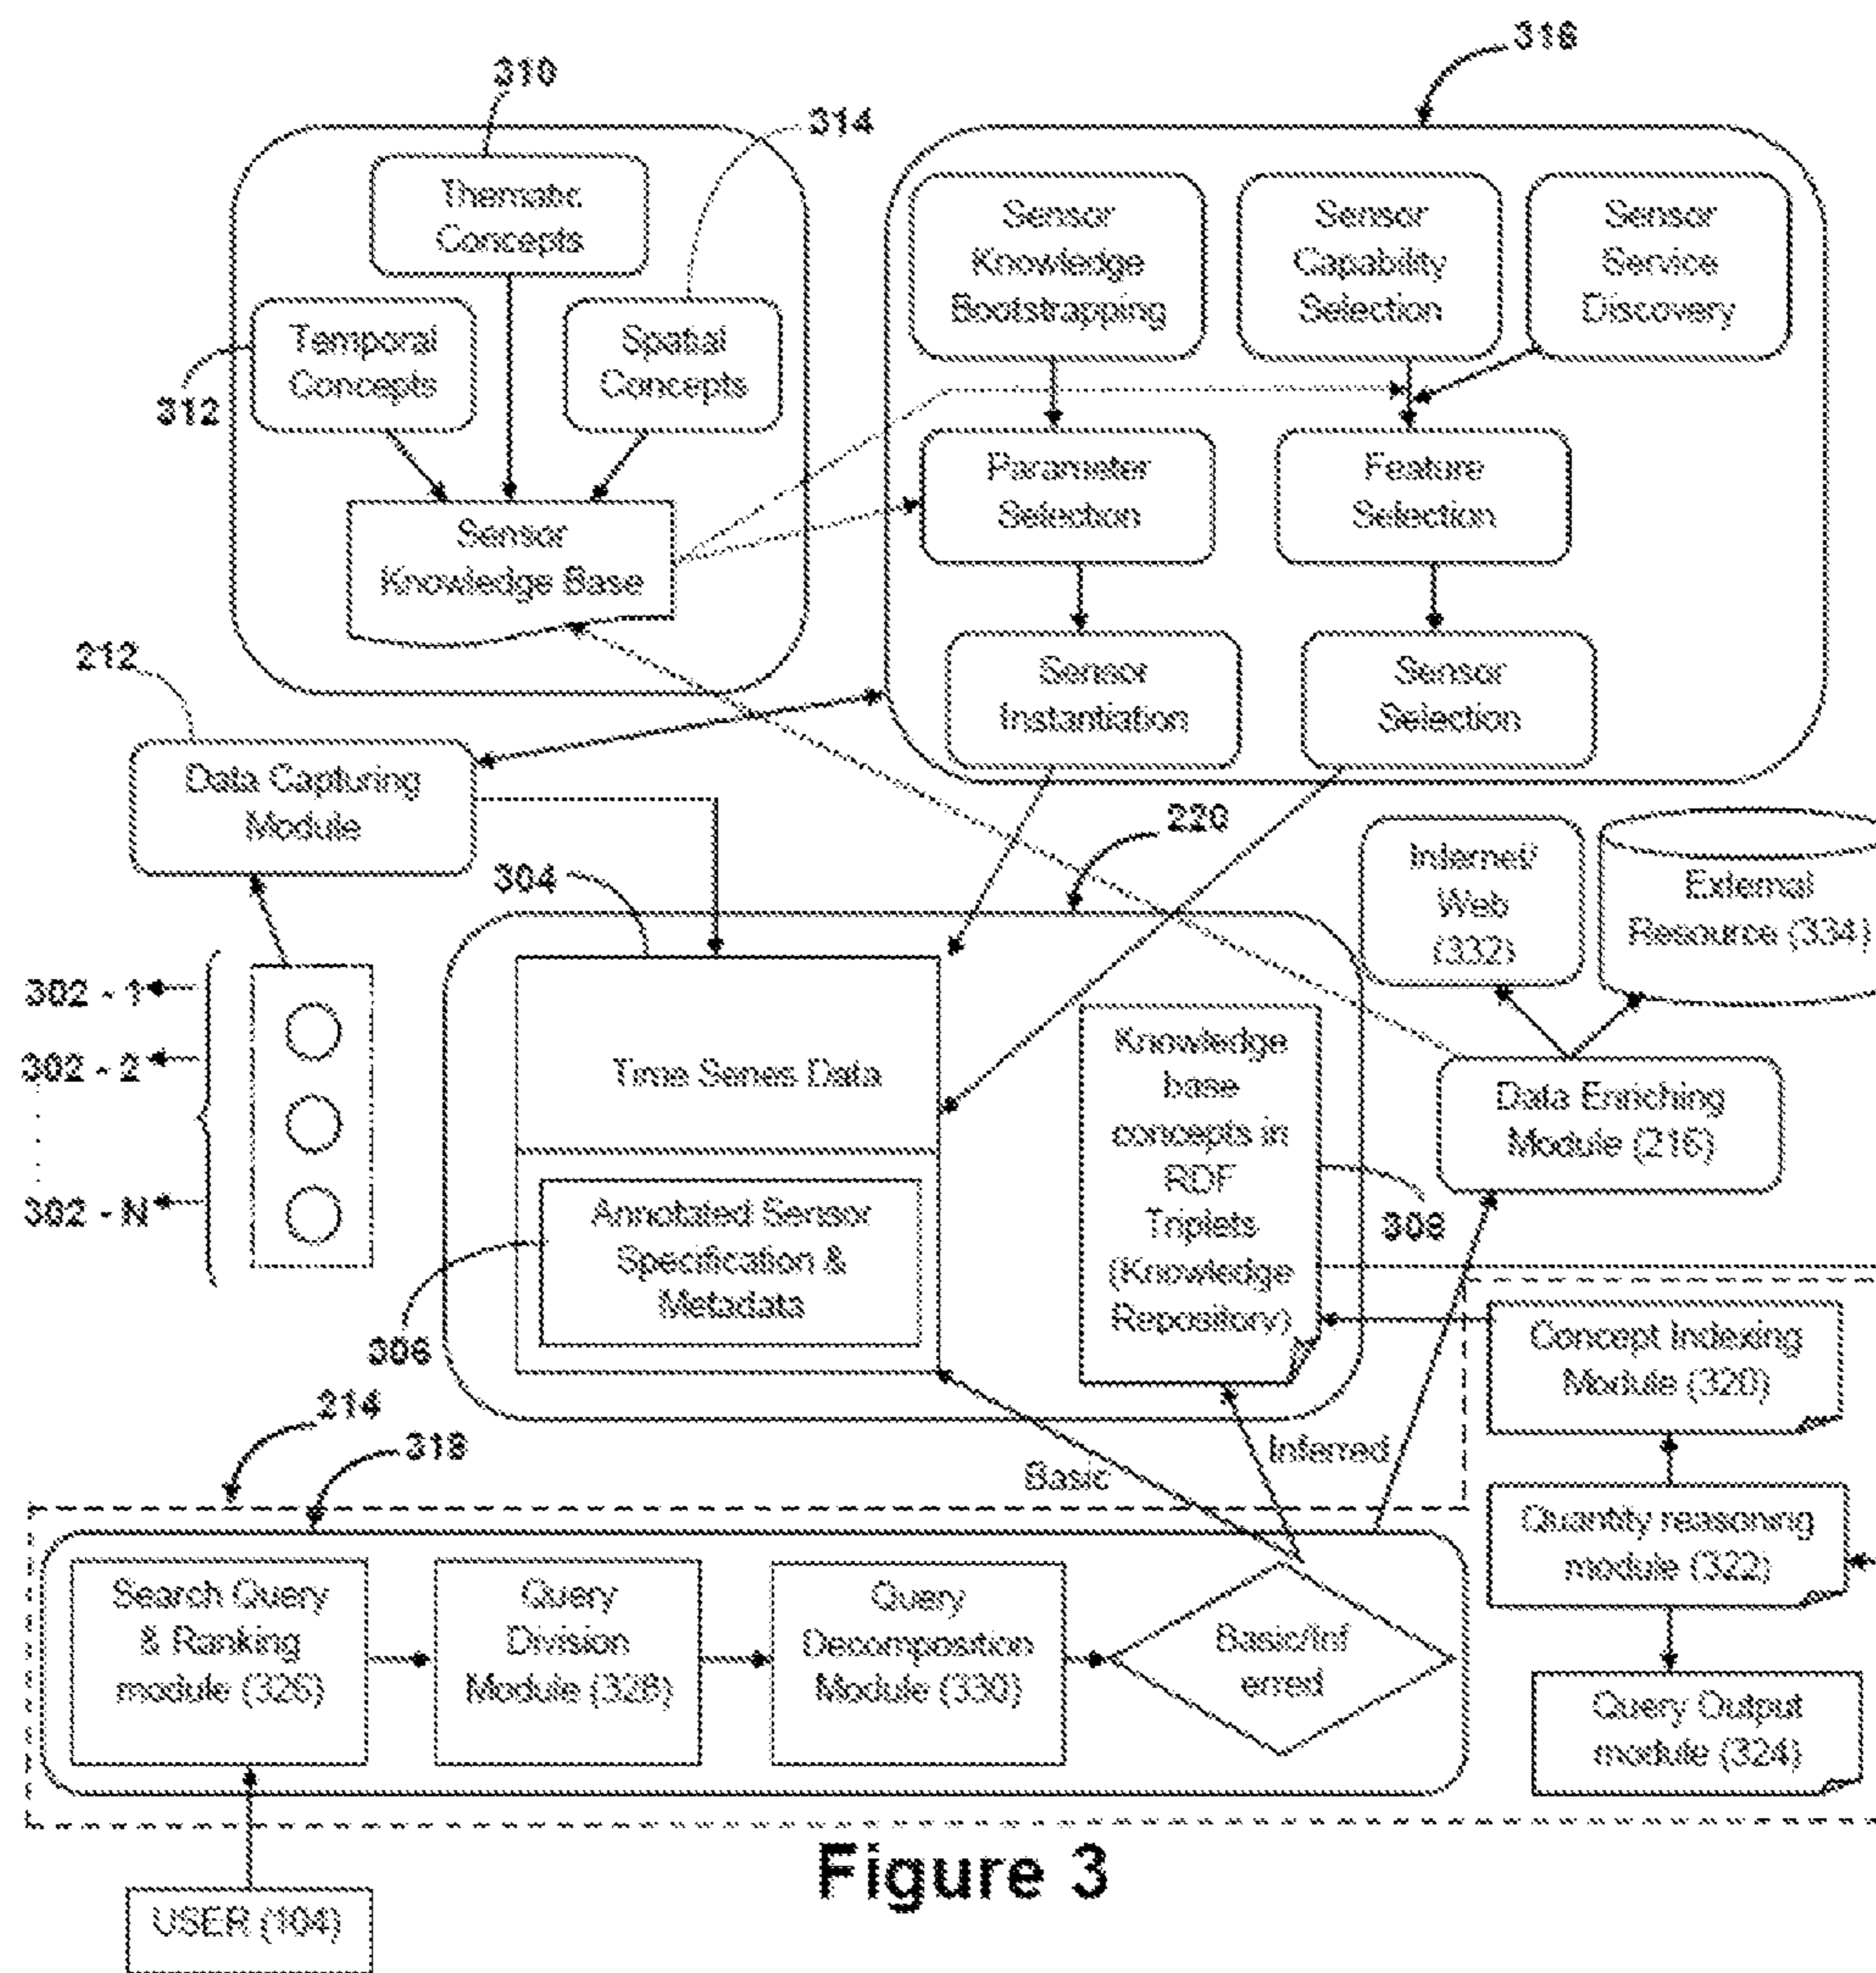 316
310
314
Thematic
Concepts
Sensor
Knowledge
Bootstrapping
Sensor
Capability
Selection
Sensor
Service
Discovery
Temporal
Concepts
Spatial
Concepts
312
Parameter
Selection
Feature
Selection
Sensor
Knowledge Base
212
Sensor
Instantiation
Sensor
Selection
Data Capturing
Module
220
304
Internet/
Web
(332)
External
Resource (334)
302 - 1
302 - 2
302 - N
Time Series Data
Knowledge
base
concepts in
RDF
Triplets
(Knowledge
Repository)
Data Enriching
Module (216)
308
Annotated Sensor
Specification &
Metadata
306
Concept Indexing
Module (320)
214
318
Basic
Inferred
Quantity reasoning
module (322)
Search Query
& Ranking
module (326)
Query
Division
Module (328)
Query
Decomposition
Module (330)
Basic/Inf
erred
Query Output
module (324)
Figure 3
USER (104)